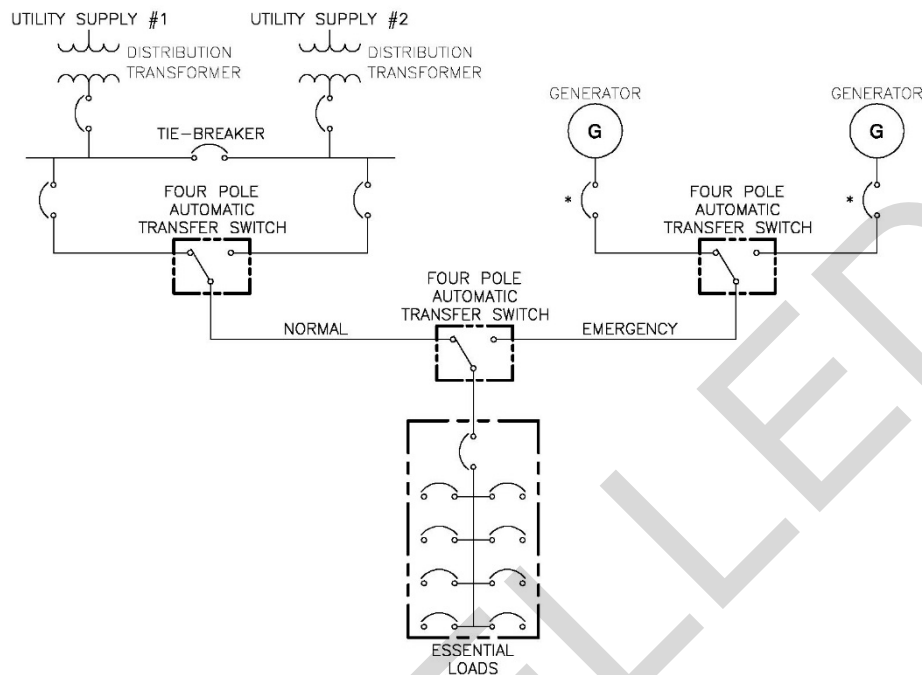 UTILITY SUPPLY #1
UTILITY SUPPLY #2
DISTRIBUTION
TRANSFORMER
DISTRIBUTION
TRANSFORMER
GENERATOR
GENERATOR
G
G
TIE-BREAKER
*
*
FOUR POLE
AUTOMATIC
TRANSFER SWITCH
FOUR POLE
AUTOMATIC
TRANSFER SWITCH
FOUR POLE
AUTOMATIC
TRANSFER SWITCH
NORMAL
EMERGENCY
ESSENTIAL
LOADS